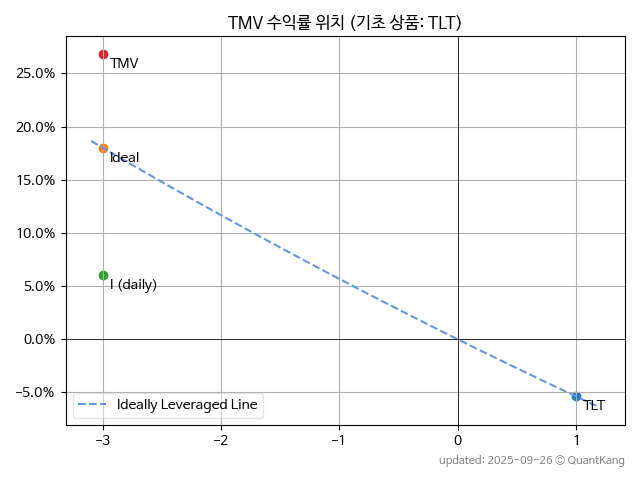 TMV 수익률 위치 (기초 상품: TLT)
25.0%
20.0%
15.0%
10.0%
5.0%
0.0%
−5.0%
TMV
Ideal
I (daily)
TLT
Ideally Leveraged Line
−3
−2
−1
0
1
updated: 2025-09-26 © QuantKang